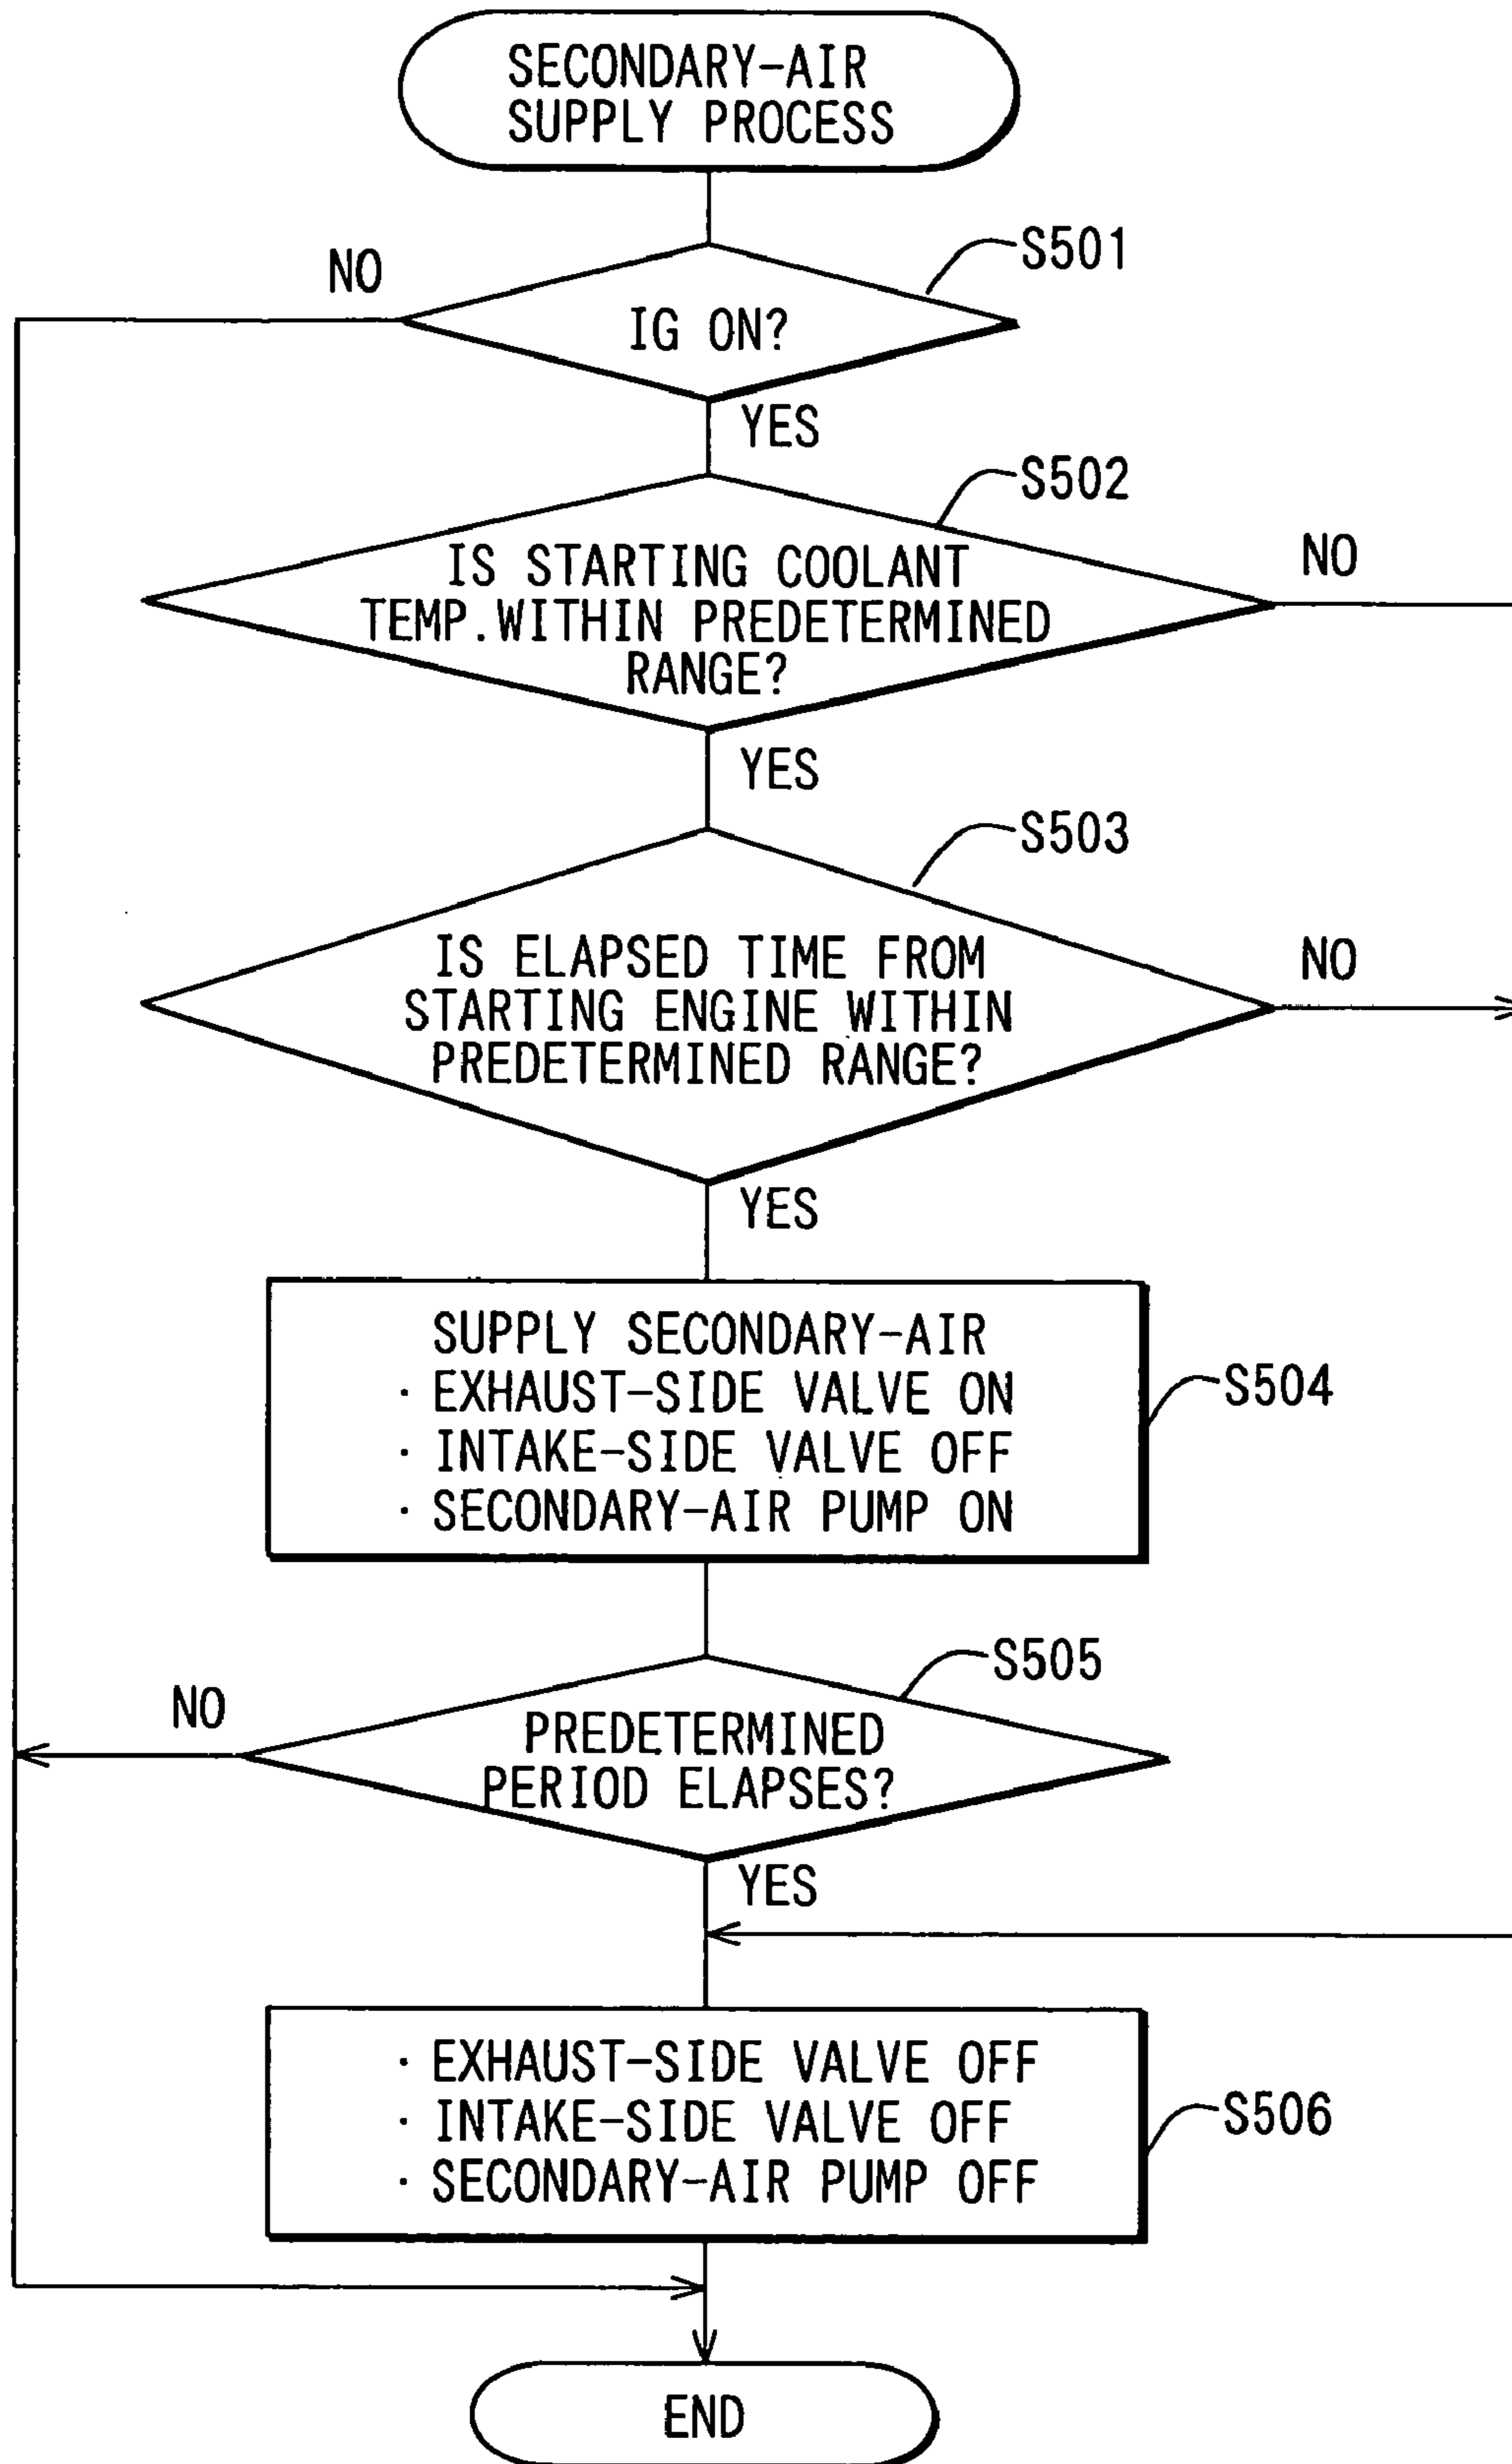 SECONDARY-AIR
SUPPLY PROCESS
NO
S501
IG ON?
YES
S502
NO
IS STARTING COOLANT
TEMP.WITHIN PREDETERMINED
RANGE?
YES
S503
NO
IS ELAPSED TIME FROM
STARTING ENGINE WITHIN
PREDETERMINED RANGE?
YES
SUPPLY SECONDARY-AIR
· EXHAUST-SIDE VALVE ON
· INTAKE-SIDE VALVE OFF
· SECONDARY-AIR PUMP ON
S504
S505
NO
PREDETERMINED
PERIOD ELAPSES?
YES
· EXHAUST-SIDE VALVE OFF
· INTAKE-SIDE VALVE OFF
· SECONDARY-AIR PUMP OFF
S506
END